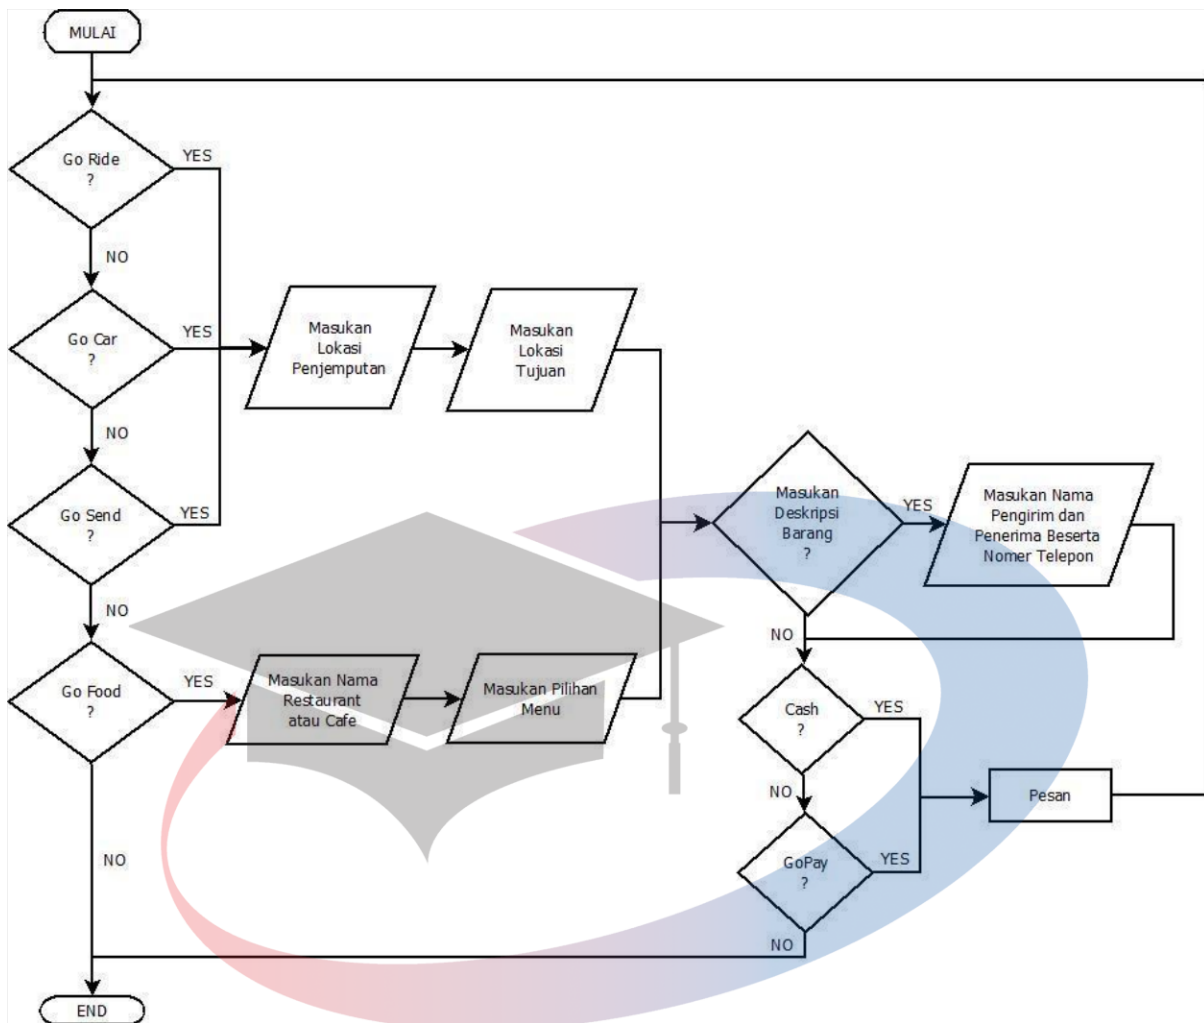 MULAI
Go Ride
?
YES
NO
Go Car
?
YES
NO
Go Send
?
YES
NO
Go Food
?
YES
NO
Masukan
Lokasi
Penjemputan
Masukan
Lokasi
Tujuan
Masukan Nama
Restaurant
atau Cafe
Masukan Pilihan
Menu
Masukan
Deskripsi
Barang
?
YES
Masukan Nama
Pengirim dan
Penerima Beserta
Nomer Telepon
NO
Cash
?
YES
NO
GoPay
?
YES
NO
Pesan
END